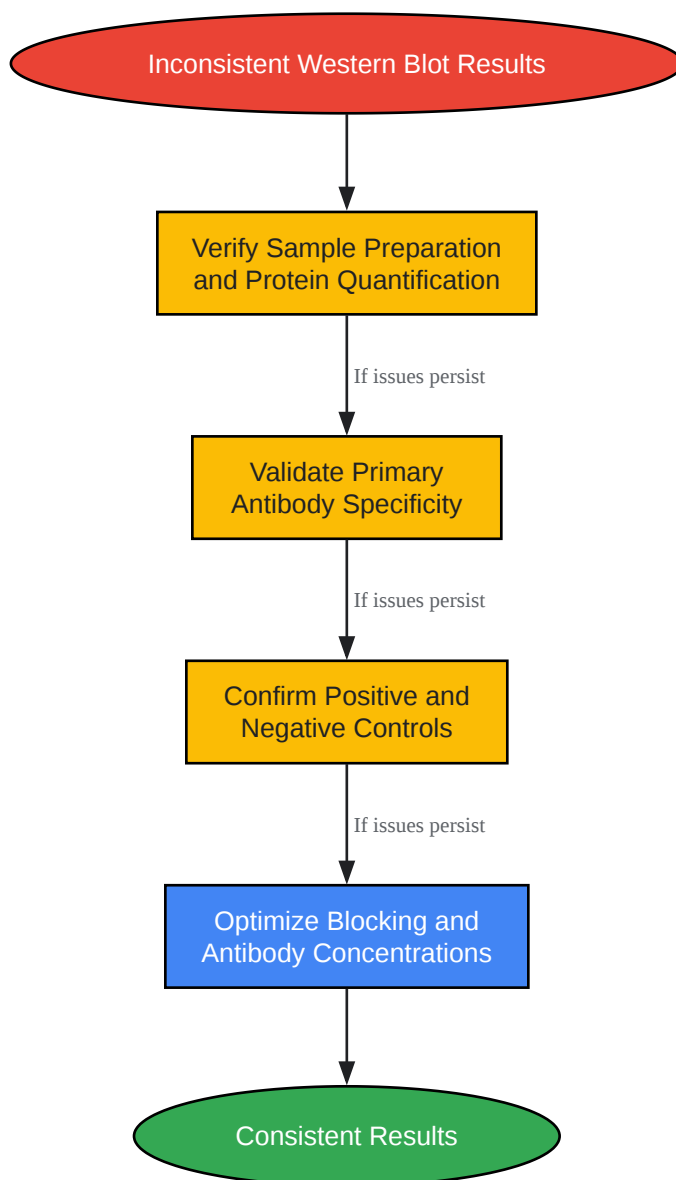 Inconsistent Western Blot Results
Verify Sample Preparation
and Protein Quantification
If issues persist
Validate Primary
Antibody Specificity
If issues persist
Confirm Positive and
Negative Controls
If issues persist
Optimize Blocking and
Antibody Concentrations
Consistent Results